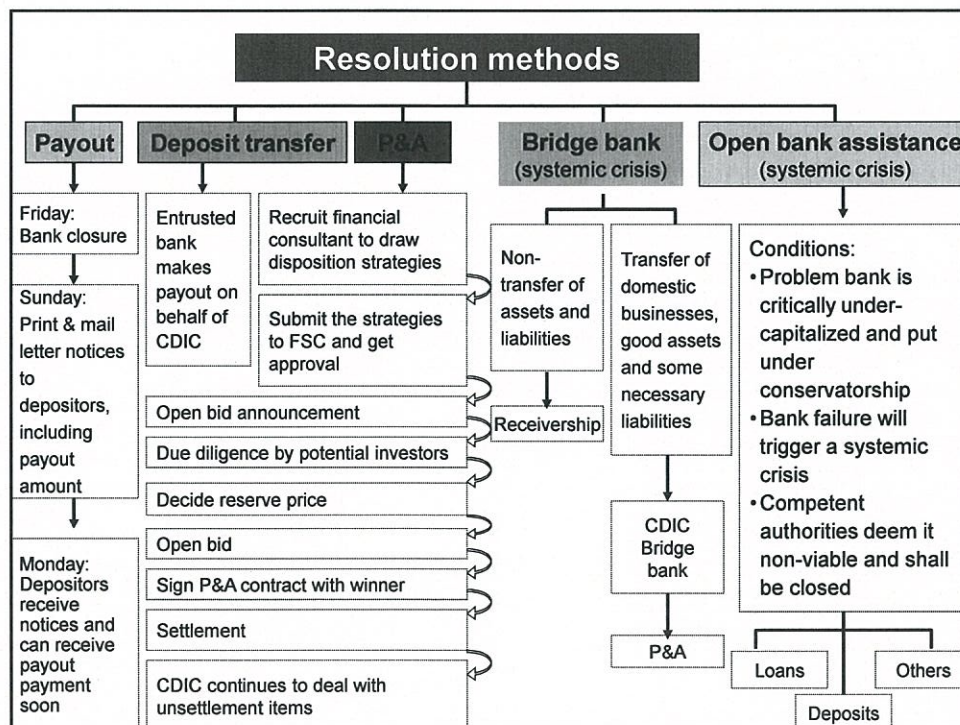 Resolution methods
Payout
Friday:
Bank closure
Sunday:
Print & mail
letter notices
to
depositors,
including
payout
amount
Monday:
Depositors
receive
notices and
can receive
payout
payment
soon
Deposit transfer
Entrusted
bank
makes
payout on
behalf of
CDIC
P&A
Recruit financial
consultant to draw
disposition strategies
Submit the strategies
to FSC and get
approval
Open bid announcement
Due diligence by potential investors
Decide reserve price
Open bid
Sign P&A contract with winner
Settlement
CDIC continues to deal with
unsettlement items
Bridge bank
(systemic crisis)
Non-
transfer of
assets and
liabilities
Receivership
Transfer of
domestic
businesses,
good assets
and some
necessary
liabilities
CDIC
Bridge
bank
P&A
Open bank assistance
(systemic crisis)
Conditions:
•Problem bank is
critically under-
capitalized and put
under
conservatorship
•Bank failure will
trigger a systemic
crisis
•Competent
authorities deem it
non-viable and shall
be closed
Loans
Deposits
Others